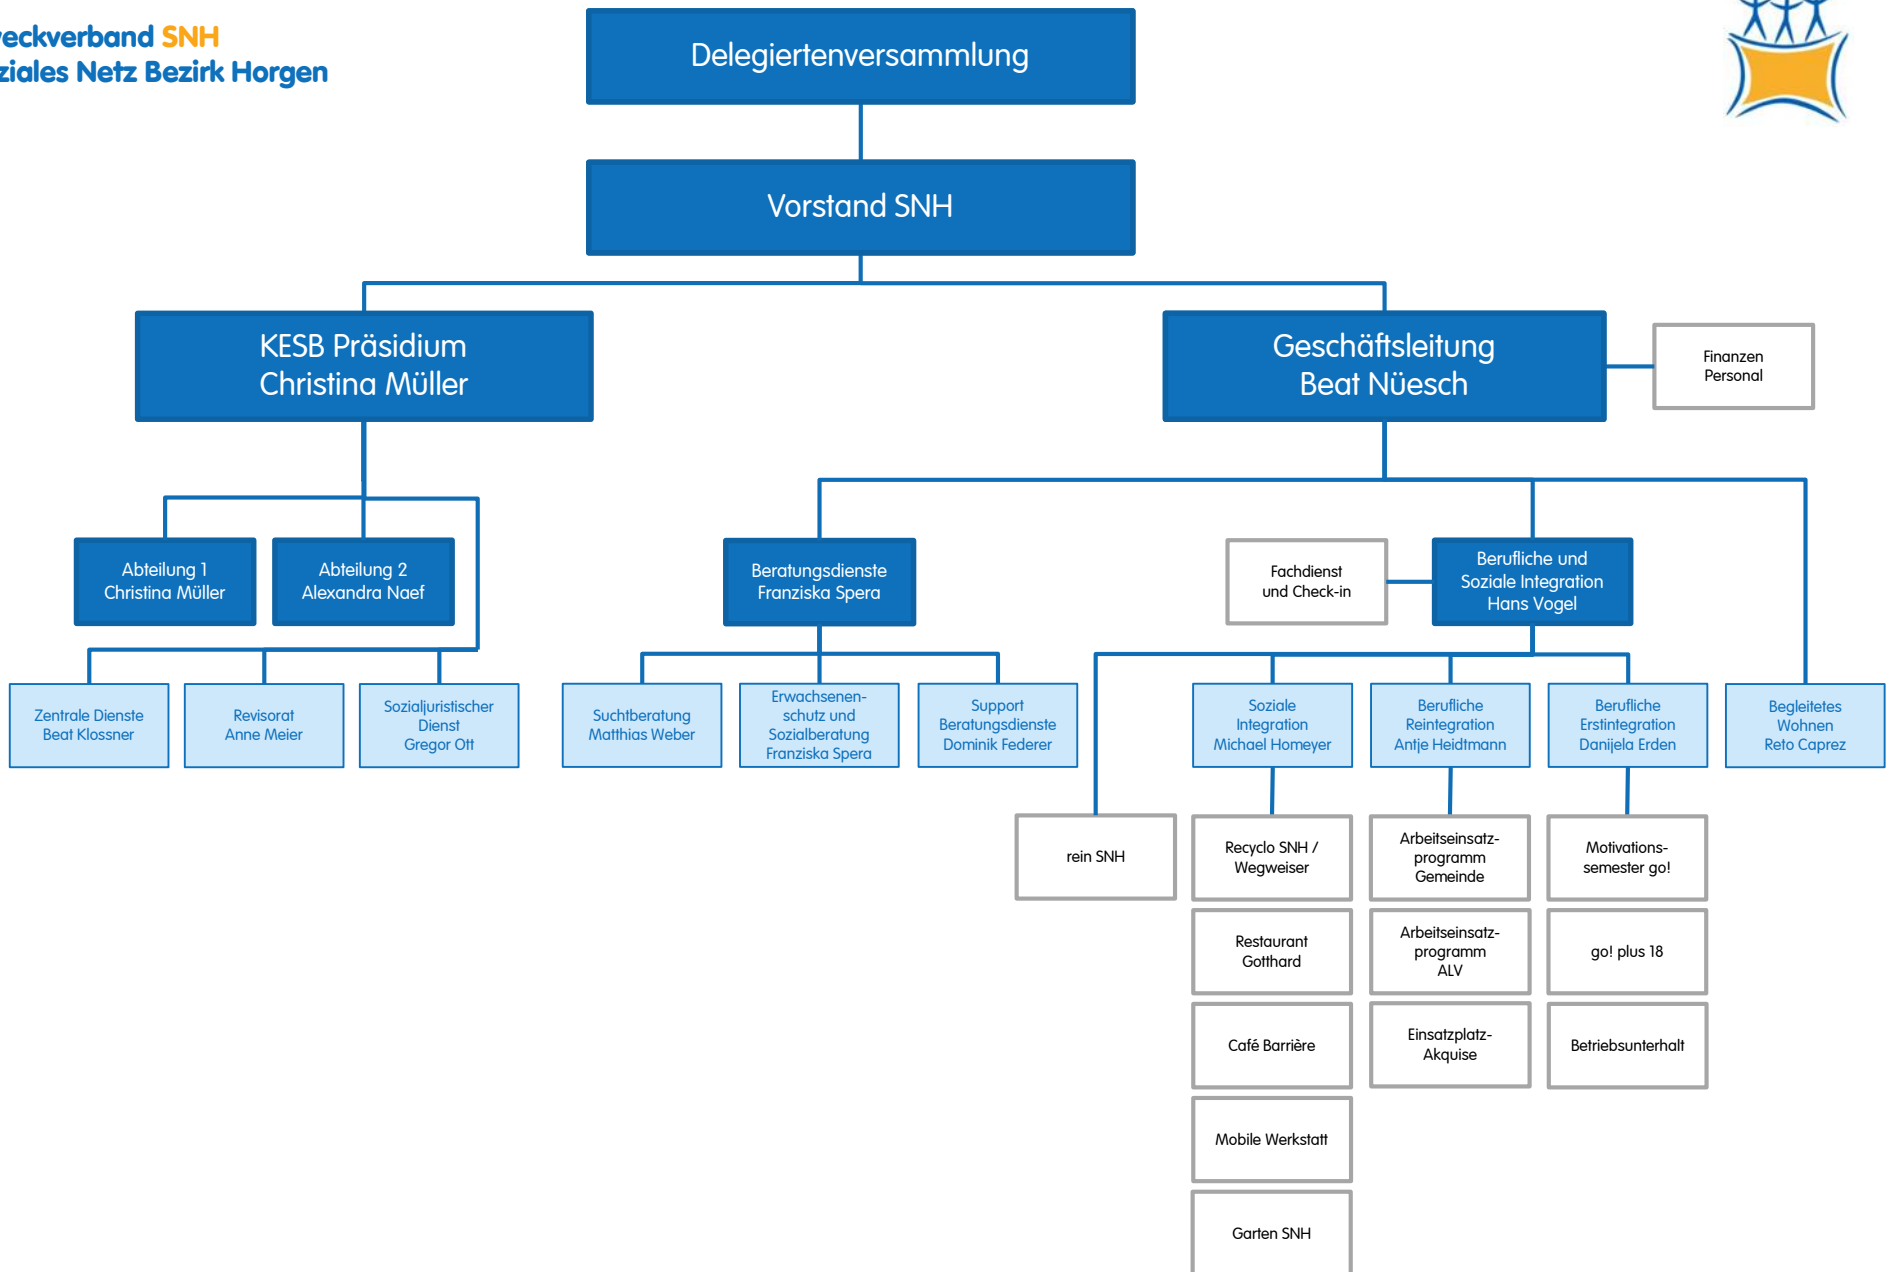 eckverband SNH
ziales Netz Bezirk Horgen
Delegiertenversammlung
Vorstand SNH
KESB Präsidium
Christina Müller
Geschäftsleitung
Beat Nüesch
Finanzen
Personal
Abteilung 1
Christina Müller
Abteilung 2
Alexandra Naef
Beratungsdienste
Franziska Spera
Fachdienst
und Check-in
Berufliche und
Soziale Integration
Hans Vogel
Zentrale Dienste
Beat Klossner
Revisorat
Anne Meier
Sozialjuristischer
Dienst
Gregor Ott
Suchtberatung
Matthias Weber
Erwachsenen-
schutz und
Sozialberatung
Franziska Spera
Support
Beratungsdienste
Dominik Federer
Soziale
Integration
Michael Homeyer
Berufliche
Reintegration
Antje Heidtmann
Berufliche
Erstintegration
Danijela Erden
Begleitetes
Wohnen
Reto Caprez
rein SNH
Recyclo SNH /
Wegweiser
Arbeitseinsatz-
programm
Gemeinde
Motivations-
semester go!
Restaurant
Gotthard
Arbeitseinsatz-
programm
ALV
go! plus 18
Café Barrière
Einsatzplatz-
Akquise
Betriebsunterhalt
Mobile Werkstatt
Garten SNH